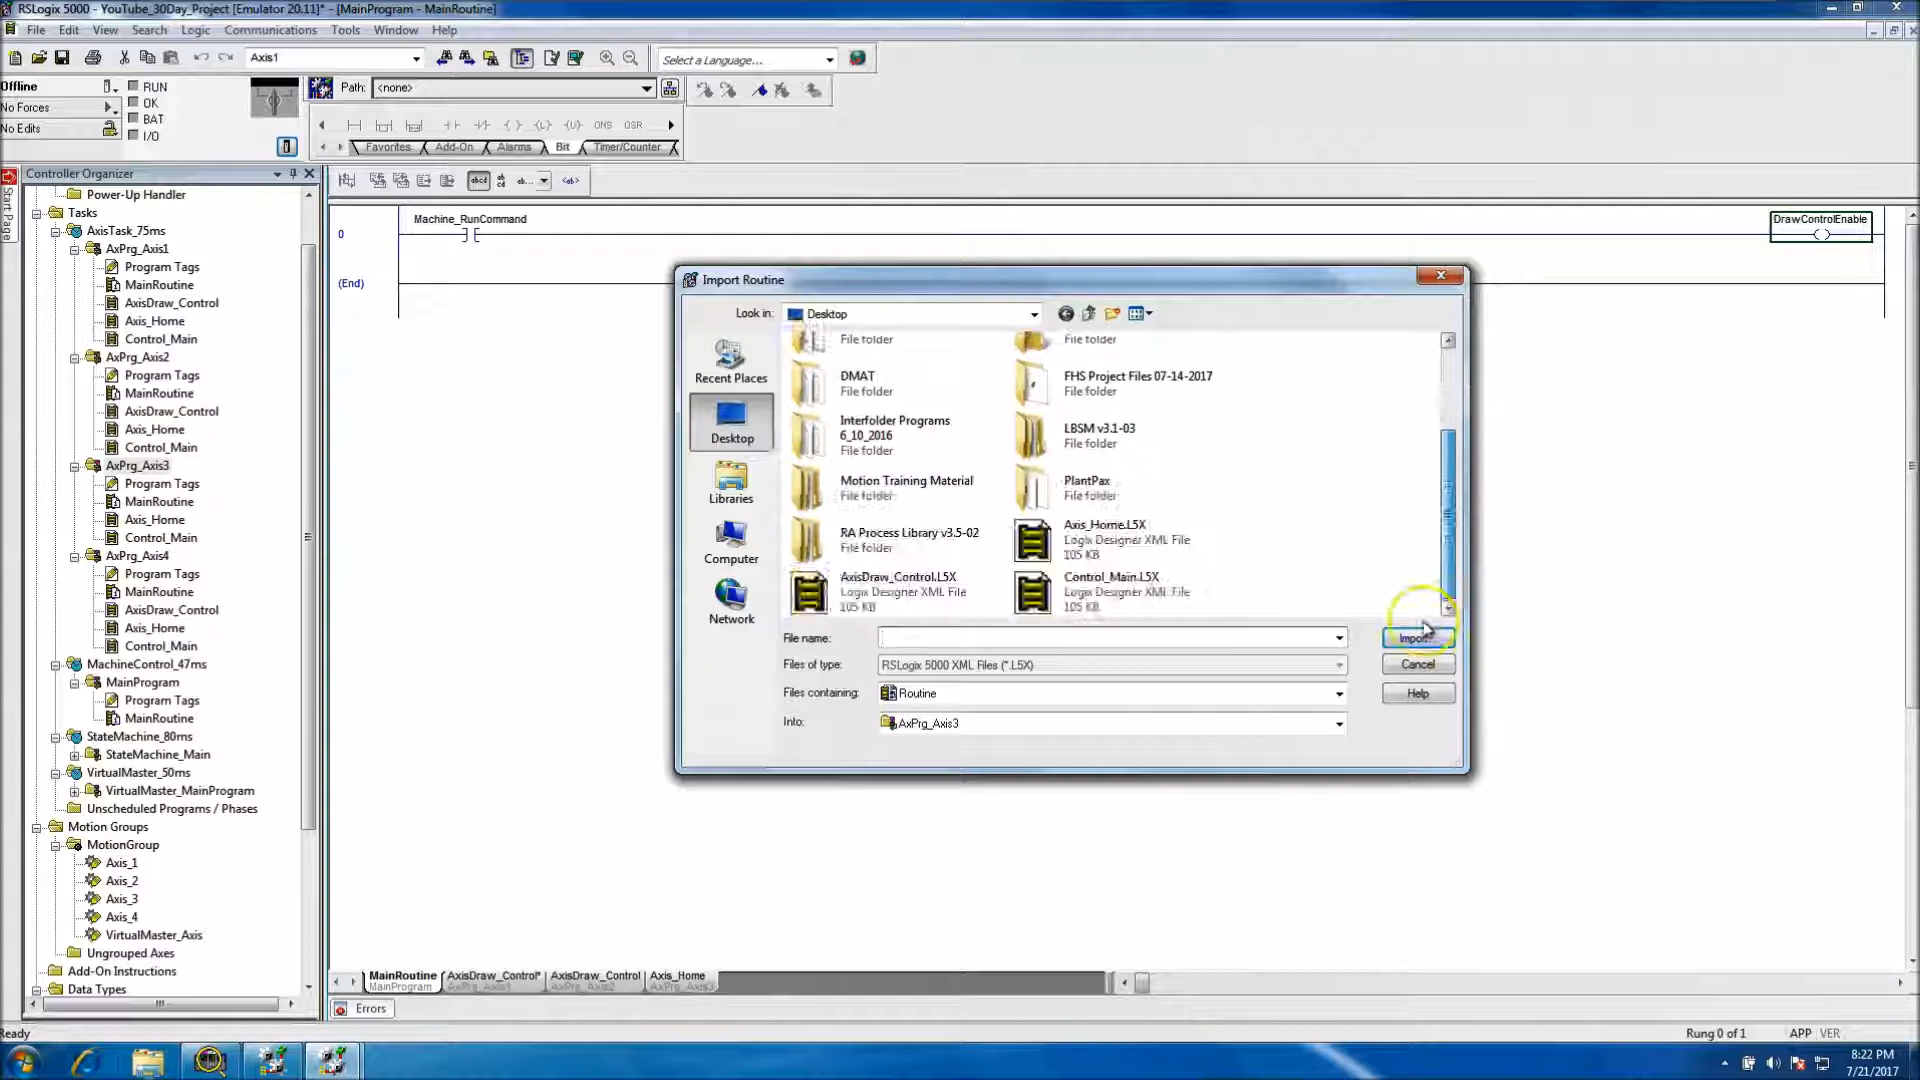 RSLogix 5000 - YouTube_30Day_Project [Emulator 20.11]* - [MainProgram - MainRoutine]
File Edit View Search Logic Communications Tools Window Help
Axis1
Select a Language...
Offline
RUN
Path: <none>
No Forces
OK
No Edits
BAT
I/O
ONS OSR
Favorites Add-On Alarms Bit Timer/Counter
Controller Organizer
Start Page
Power-Up Handler
Tasks
AxisTask_75ms
AxPrg_Axis1
Program Tags
MainRoutine
AxisDraw_Control
Axis_Home
Control_Main
AxPrg_Axis2
Program Tags
MainRoutine
AxisDraw_Control
Axis_Home
Control_Main
AxPrg_Axis3
Program Tags
MainRoutine
Axis_Home
Control_Main
AxPrg_Axis4
Program Tags
MainRoutine
AxisDraw_Control
Axis_Home
Control_Main
MachineControl_47ms
MainProgram
Program Tags
MainRoutine
StateMachine_80ms
StateMachine_Main
VirtualMaster_50ms
VirtualMaster_MainProgram
Unscheduled Programs / Phases
Motion Groups
MotionGroup
Axis_1
Axis_2
Axis_3
Axis_4
VirtualMaster_Axis
Ungrouped Axes
Add-On Instructions
Data Types
Machine_RunCommand
DrawControlEnable
0
(End)
Import Routine
Look in: Desktop
Recent Places
Desktop
Libraries
Computer
Network
File folder
File folder
DMAT
File folder
FHS Project Files 07-14-2017
File folder
Interfolder Programs
6_10_2016
File folder
LBSM v3.1-03
File folder
Motion Training Material
File folder
PlantPax
File folder
RA Process Library v3.5-02
File folder
Axis_Home.L5X
Logix Designer XML File
105 KB
AxisDraw_Control.L5X
Logix Designer XML File
105 KB
Control_Main.L5X
Logix Designer XML File
105 KB
File name:
Import...
Files of type: RSLogix 5000 XML Files (*.L5X)
Cancel
Files containing: Routine
Help
Into: AxPrg_Axis3
MainRoutine AxisDraw_Control* AxisDraw_Control Axis_Home
MainProgram AxPrg_Axis1 AxPrg_Axis2 AxPrg_Axis3
Errors
Ready
Rung 0 of 1 APP VER
8:22 PM
7/21/2017